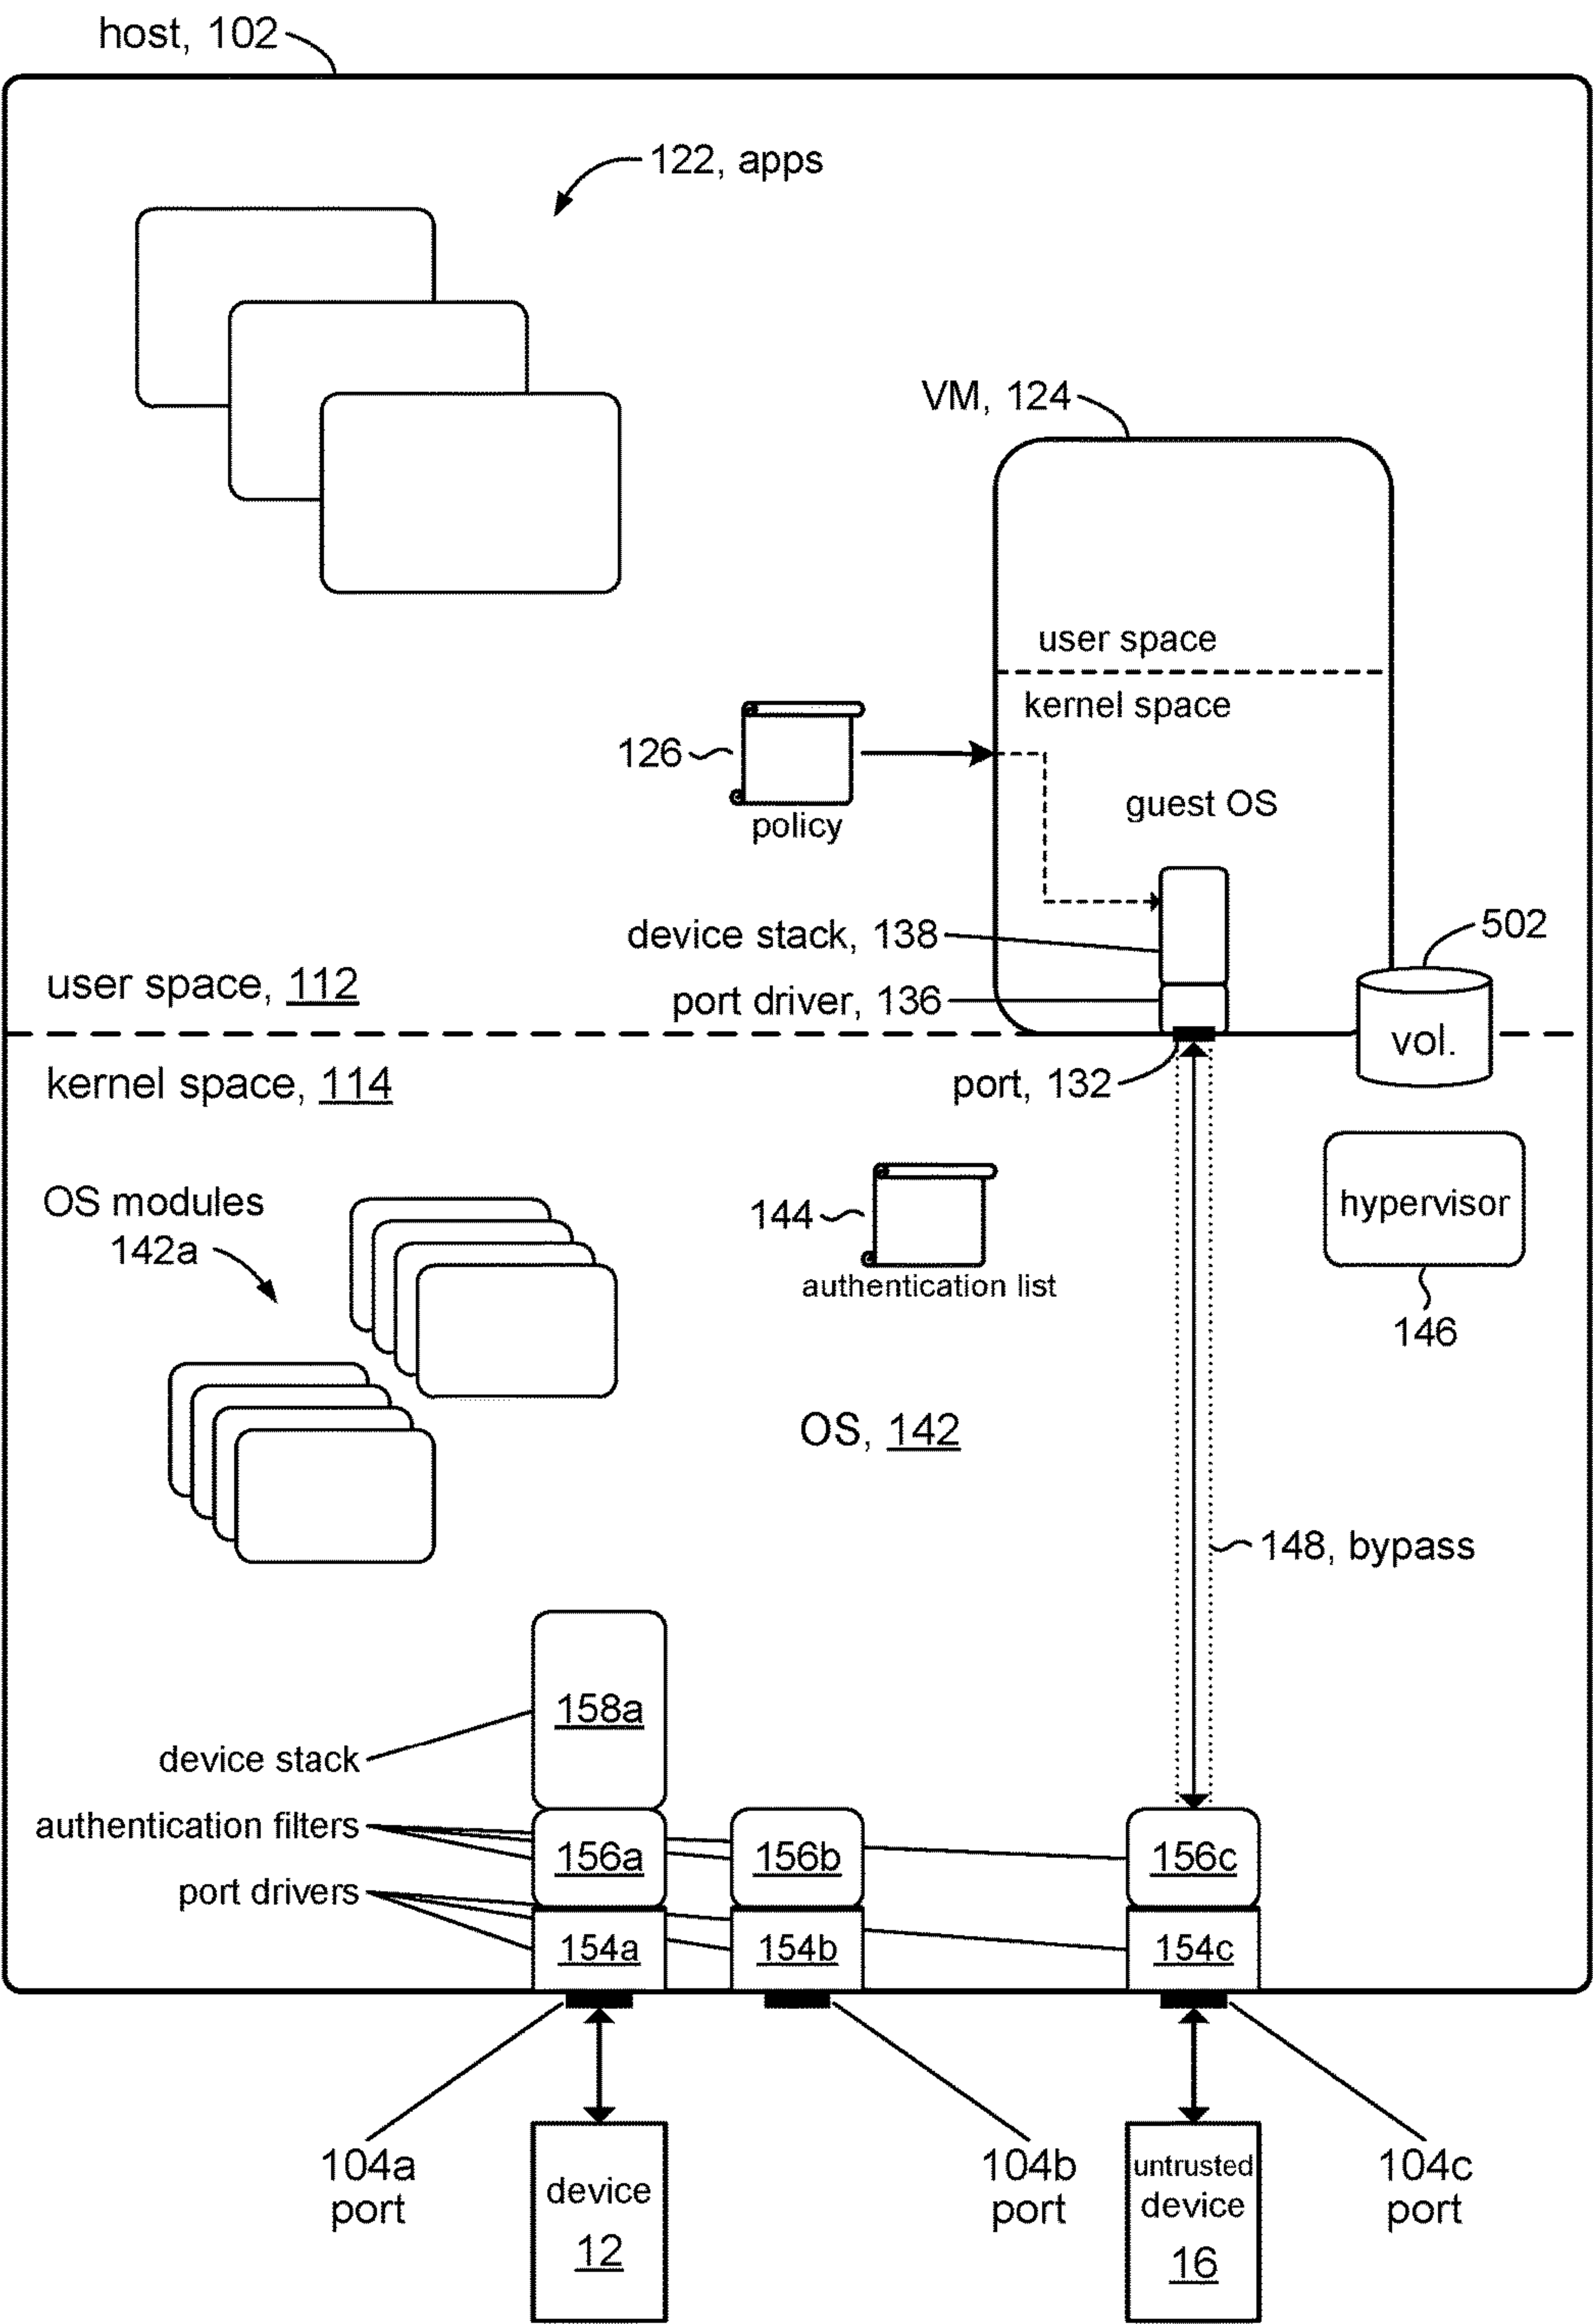 host, 102
122, apps
VM, 124
user space
kernel space
126
policy
guest OS
device stack, 138
502
user space, 112
port driver, 136
vol.
kernel space, 114
port, 132
OS modules
142a
144
authentication list
hypervisor
146
OS, 142
148, bypass
158a
device stack
authentication filters
156a
156b
156c
port drivers
154a
154b
154c
104a
port
device
12
104b
port
untrusted
device
16
104c
port